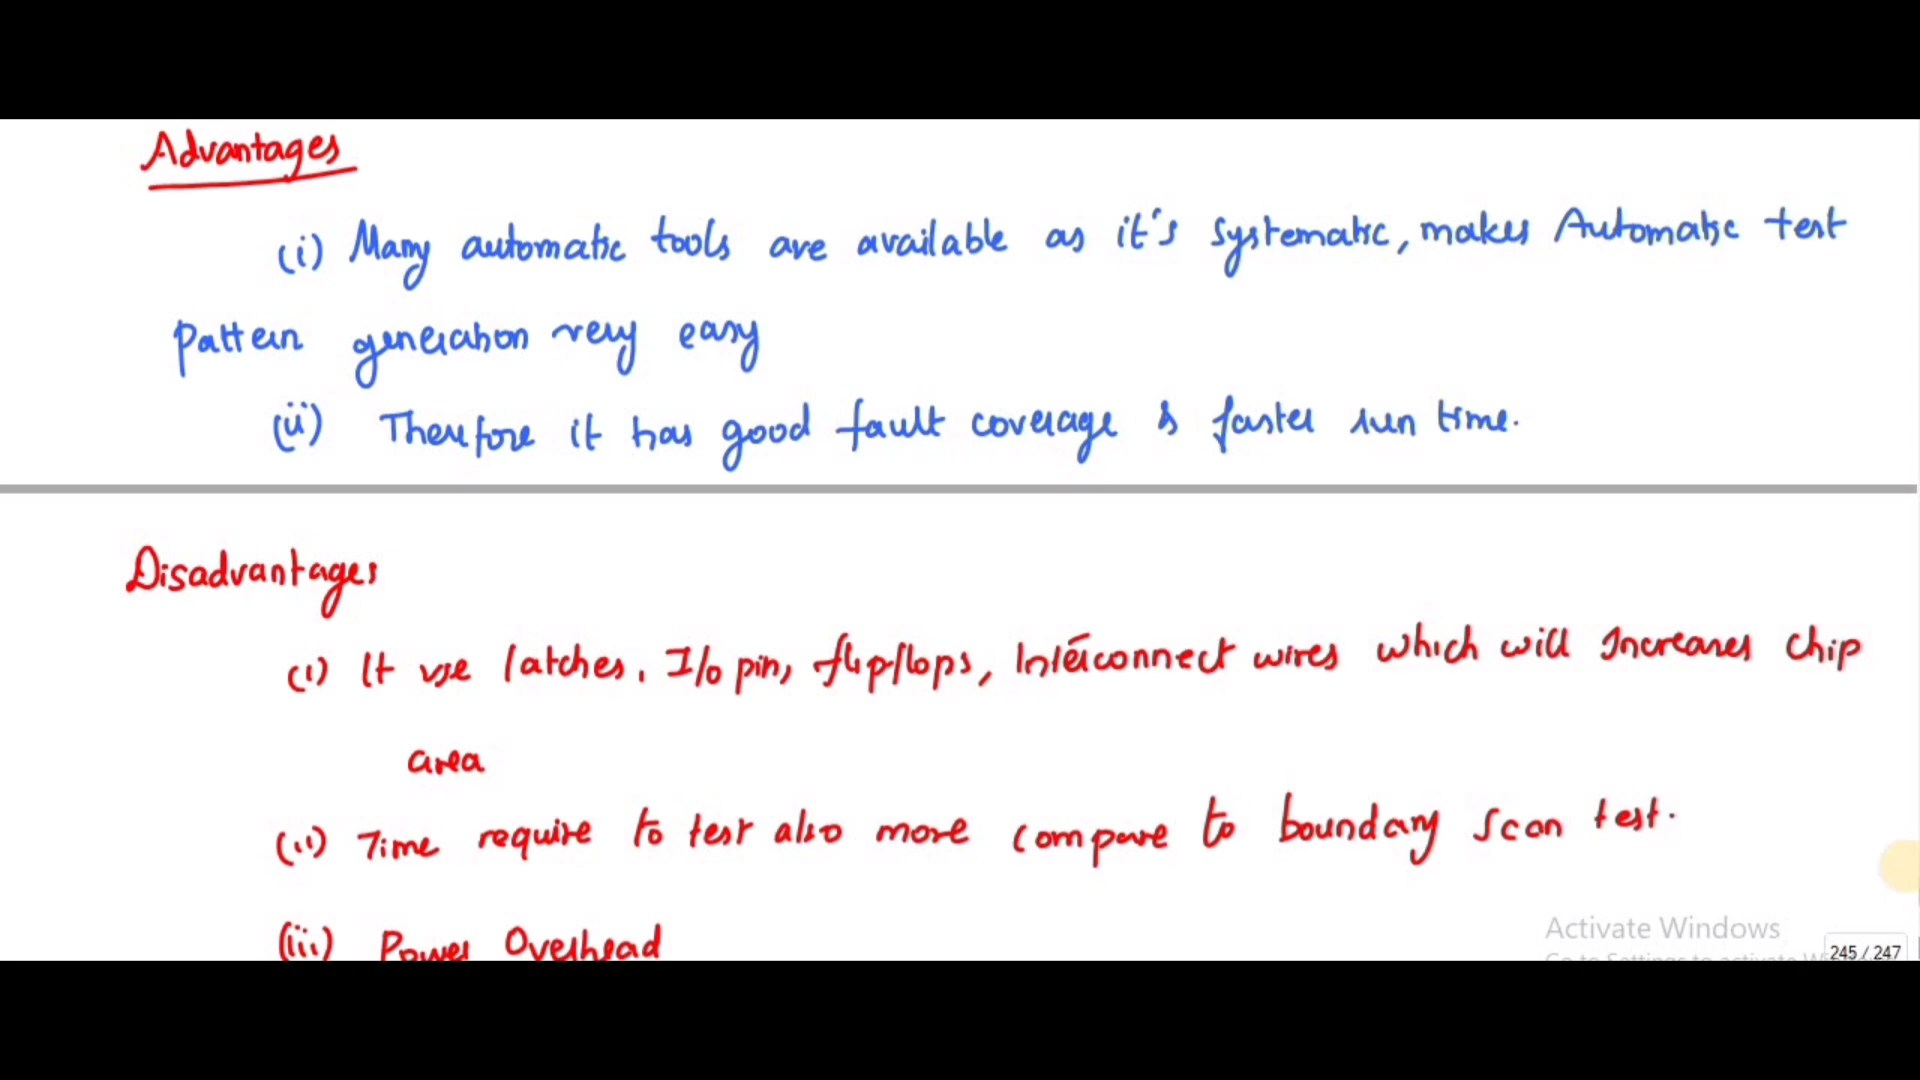 Advantages
(i) Many automatic tools are available as it's systematic, makes Automatic test
pattern generation very easy
(ii) Therefore it has good fault coverage & faster run time.
Disadvantages
(i) It use latches, I/o pin, flipflops, Interconnect wires which will Increases chip
area
(ii) Time require to test also more compare to boundary scan test.
Activate Windows
(iii) Power Overhead
245 / 247